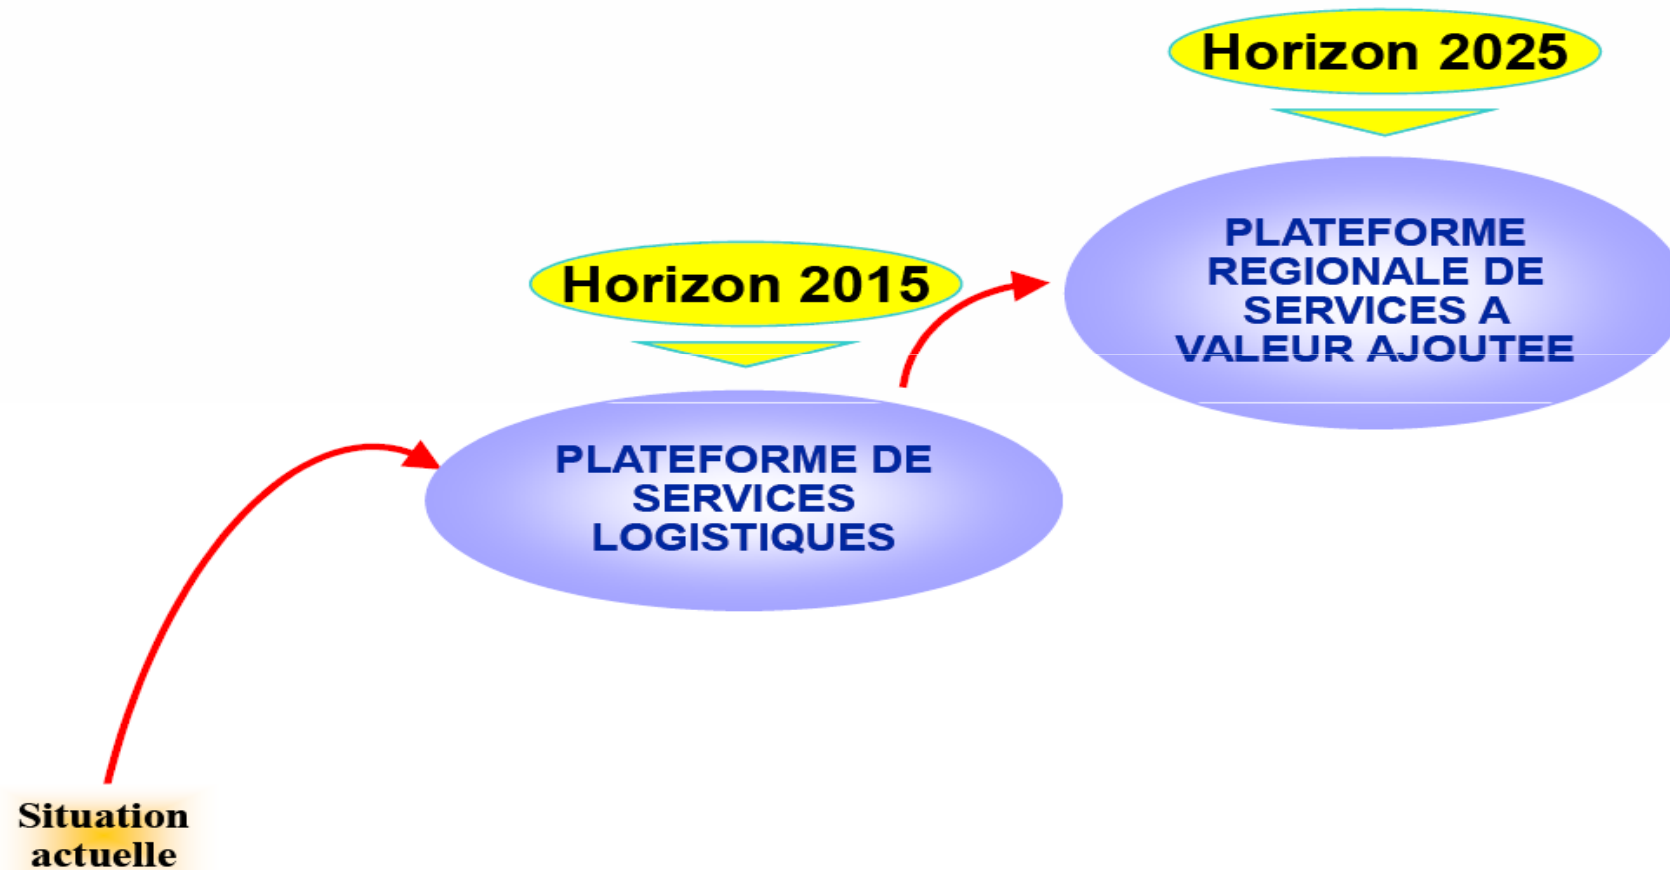 Horizon 2025
PLATEFORME
REGIONALE DE
SERVICES A
VALEUR AJOUTEE
Horizon 2015
PLATEFORME DE
SERVICES
LOGISTIQUES
Situation
actuelle